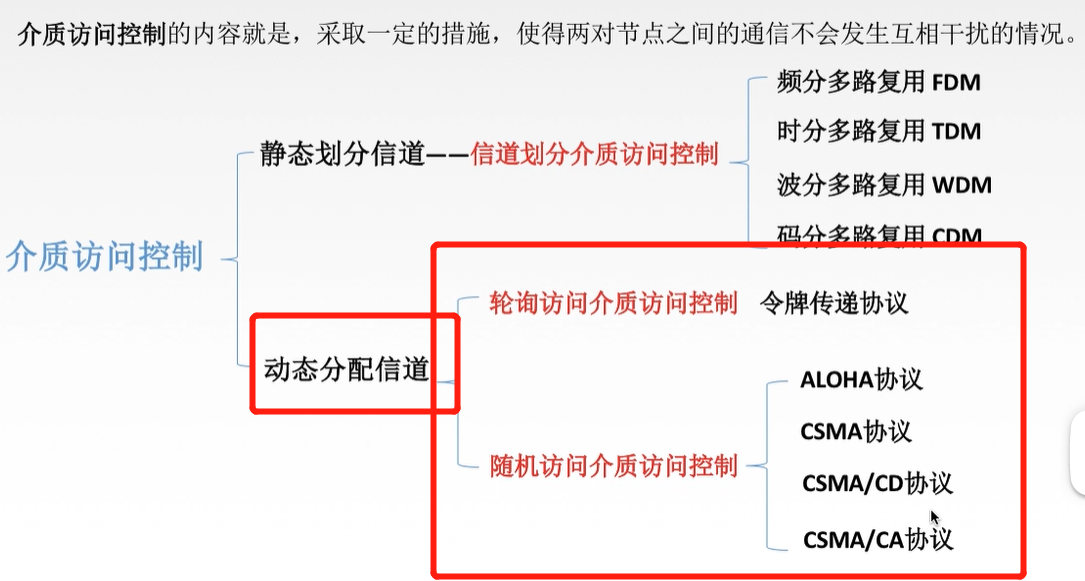 介质访问控制的内容就是，采取一定的措施，使得两对节点之间的通信不会发生互相干扰的情况。
频分多路复用 FDM
时分多路复用 TDM
静态划分信道——信道划分介质访问控制
波分多路复用 WDM
码分多路复用 CDM
介质访问控制
轮询访问介质访问控制 令牌传递协议
动态分配信道
ALOHA协议
CSMA协议
随机访问介质访问控制
CSMA/CD协议
CSMA/CA协议